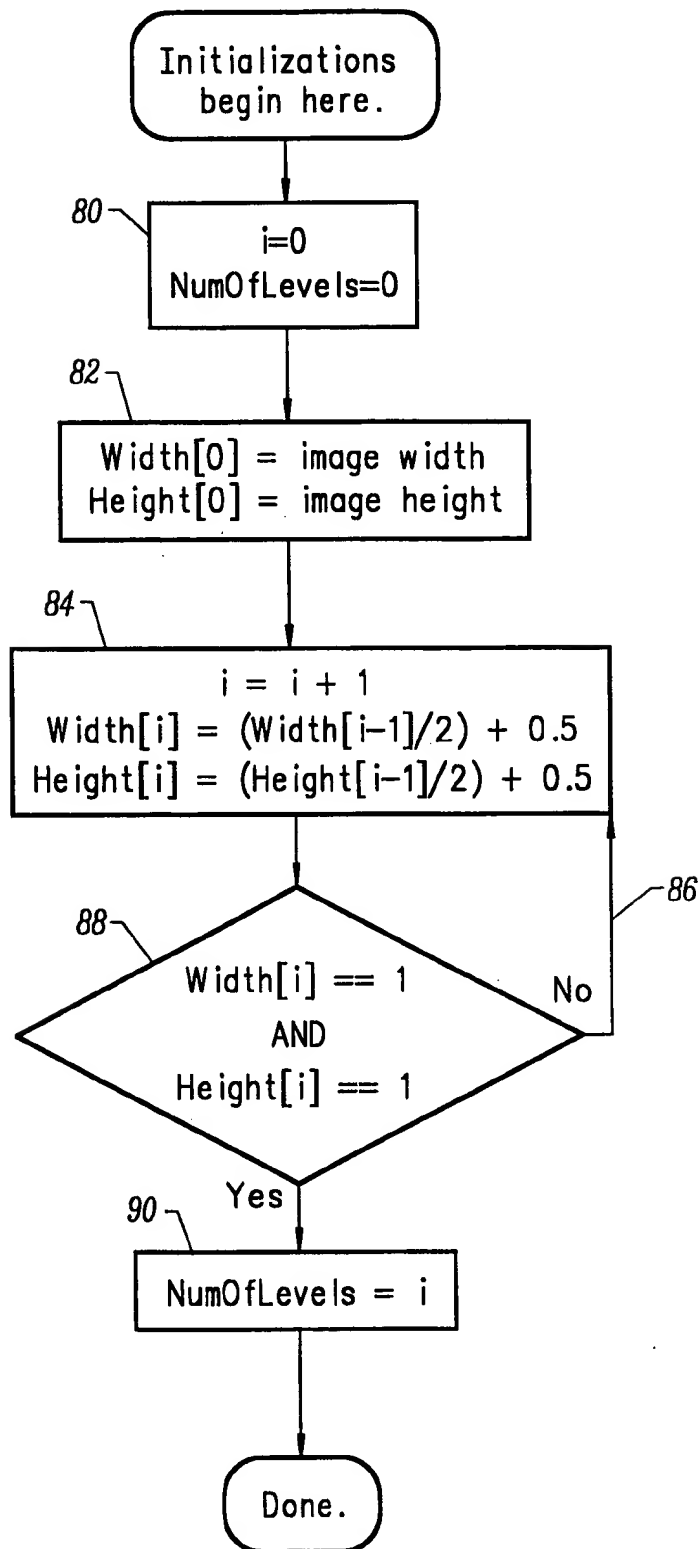 Initializations
begin here.
80
i=0
NumOfLevels=0
82
Width[0] = image width
Height[0] = image height
84
i = i + 1
Width[i] = (Width[i-1]/2) + 0.5
Height[i] = (Height[i-1]/2) + 0.5
86
88
Width[i] == 1
AND
Height[i] == 1
No
Yes
90
NumOfLevels = i
Done.